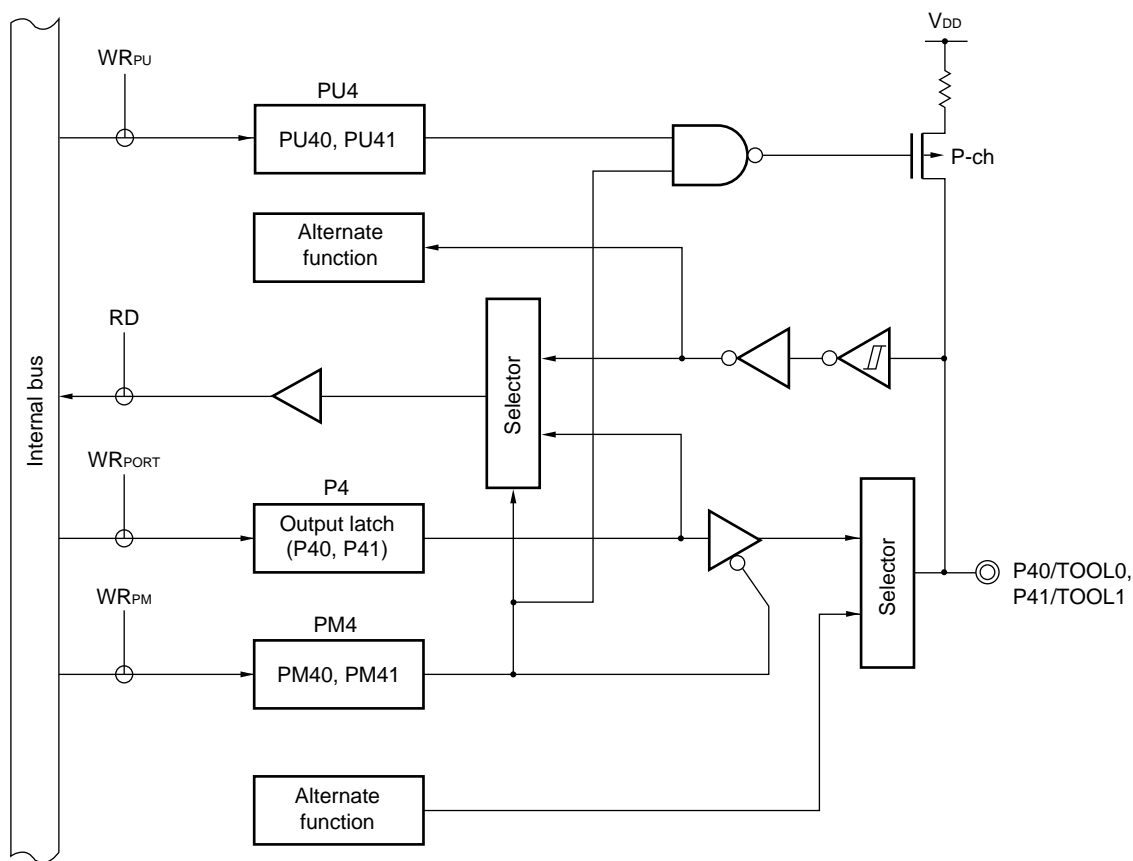 VDD
WRPU
PU4
PU40, PU41
P-ch
Alternate
function
RD
Selector
Internal bus
WRPORT
P4
Output latch
(P40, P41)
Selector
P40/TOOL0,
P41/TOOL1
WRPM
PM4
PM40, PM41
Alternate
function